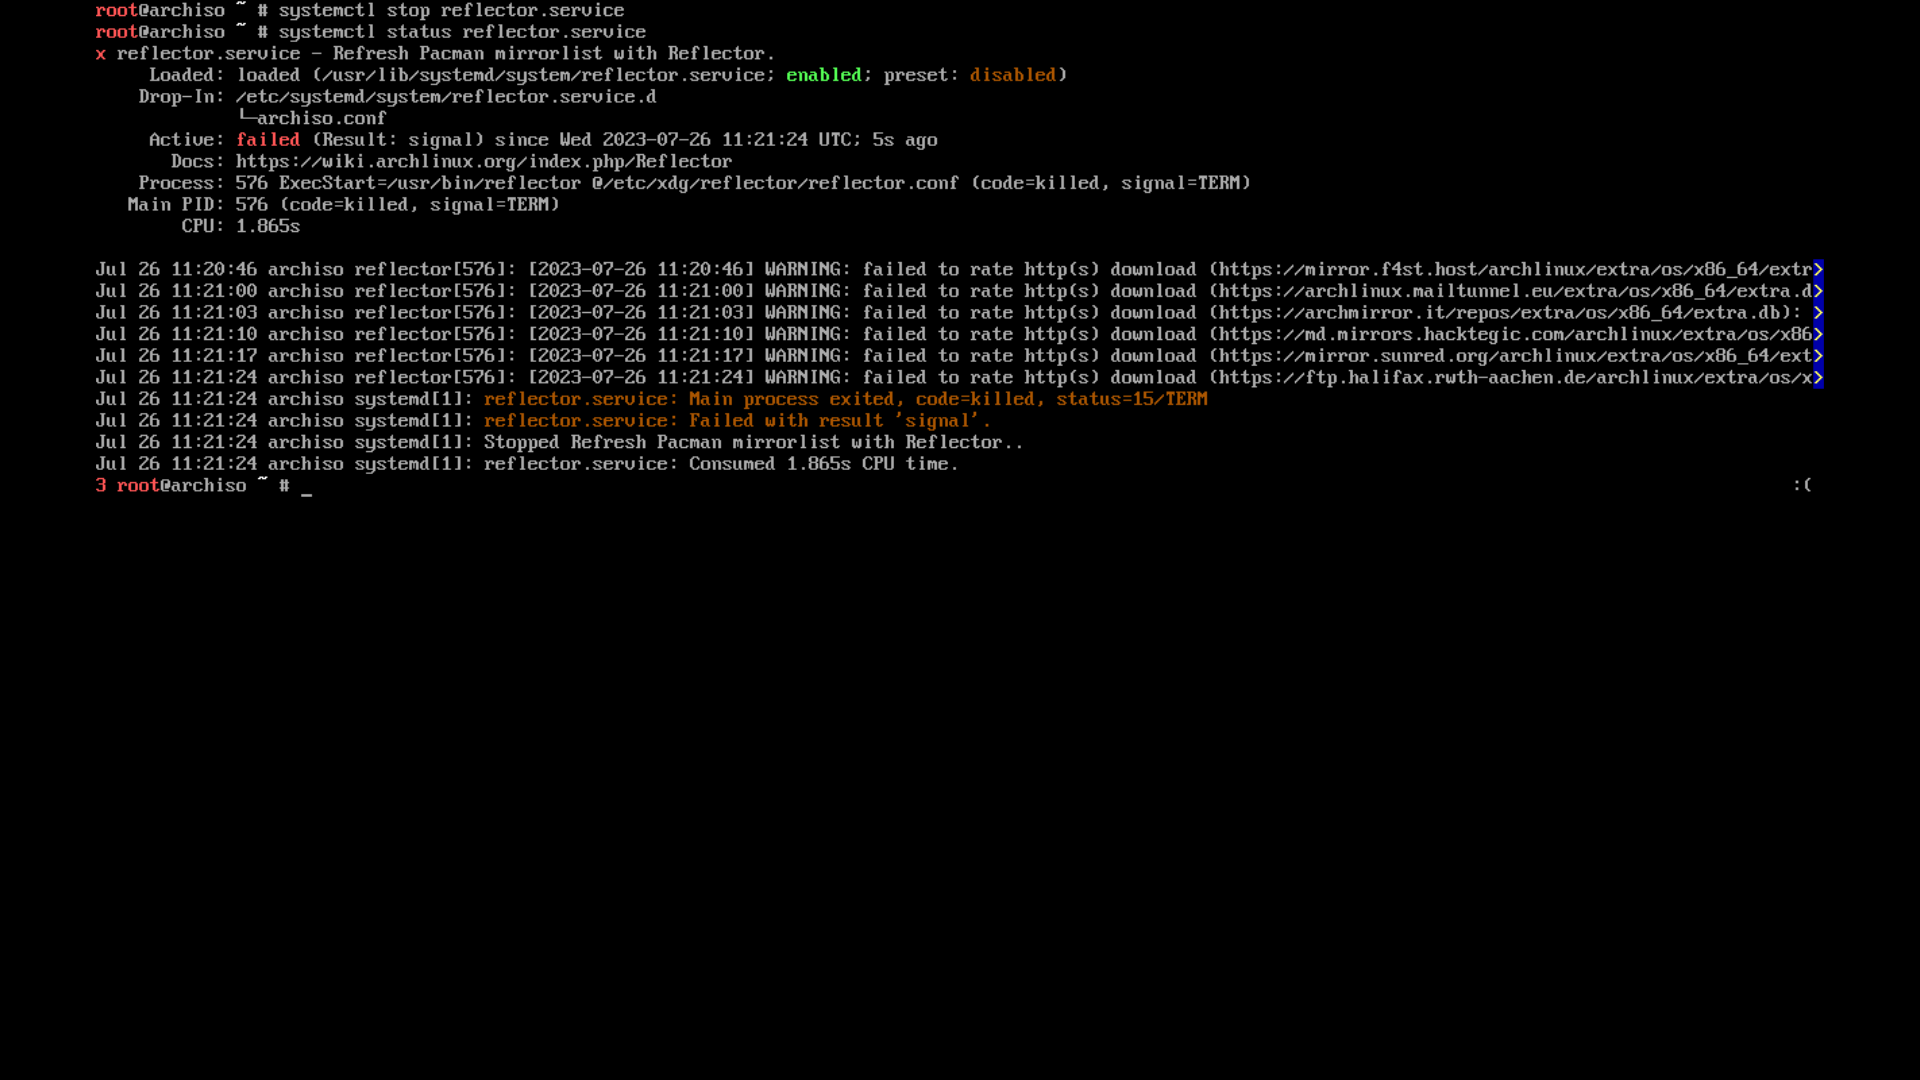 root@archiso ~ # systemctl stop reflector.service
root@archiso ~ # systemctl status reflector.service
x reflector.service - Refresh Pacman mirrorlist with Reflector.
     Loaded: loaded (/usr/lib/systemd/system/reflector.service; enabled; preset: disabled)
    Drop-In: /etc/systemd/system/reflector.service.d
             └─archiso.conf
     Active: failed (Result: signal) since Wed 2023-07-26 11:21:24 UTC; 5s ago
       Docs: https://wiki.archlinux.org/index.php/Reflector
    Process: 576 ExecStart=/usr/bin/reflector @/etc/xdg/reflector/reflector.conf (code=killed, signal=TERM)
   Main PID: 576 (code=killed, signal=TERM)
        CPU: 1.865s

Jul 26 11:20:46 archiso reflector[576]: [2023-07-26 11:20:46] WARNING: failed to rate http(s) download (https://mirror.f4st.host/archlinux/extra/os/x86_64/extr>
Jul 26 11:21:00 archiso reflector[576]: [2023-07-26 11:21:00] WARNING: failed to rate http(s) download (https://archlinux.mailtunnel.eu/extra/os/x86_64/extra.d>
Jul 26 11:21:03 archiso reflector[576]: [2023-07-26 11:21:03] WARNING: failed to rate http(s) download (https://archmirror.it/repos/extra/os/x86_64/extra.db): >
Jul 26 11:21:10 archiso reflector[576]: [2023-07-26 11:21:10] WARNING: failed to rate http(s) download (https://md.mirrors.hacktegic.com/archlinux/extra/os/x86>
Jul 26 11:21:17 archiso reflector[576]: [2023-07-26 11:21:17] WARNING: failed to rate http(s) download (https://mirror.sunred.org/archlinux/extra/os/x86_64/ext>
Jul 26 11:21:24 archiso reflector[576]: [2023-07-26 11:21:24] WARNING: failed to rate http(s) download (https://ftp.halifax.rwth-aachen.de/archlinux/extra/os/x>
Jul 26 11:21:24 archiso systemd[1]: reflector.service: Main process exited, code=killed, status=15/TERM
Jul 26 11:21:24 archiso systemd[1]: reflector.service: Failed with result 'signal'.
Jul 26 11:21:24 archiso systemd[1]: Stopped Refresh Pacman mirrorlist with Reflector..
Jul 26 11:21:24 archiso systemd[1]: reflector.service: Consumed 1.865s CPU time.
3 root@archiso ~ # _ :(